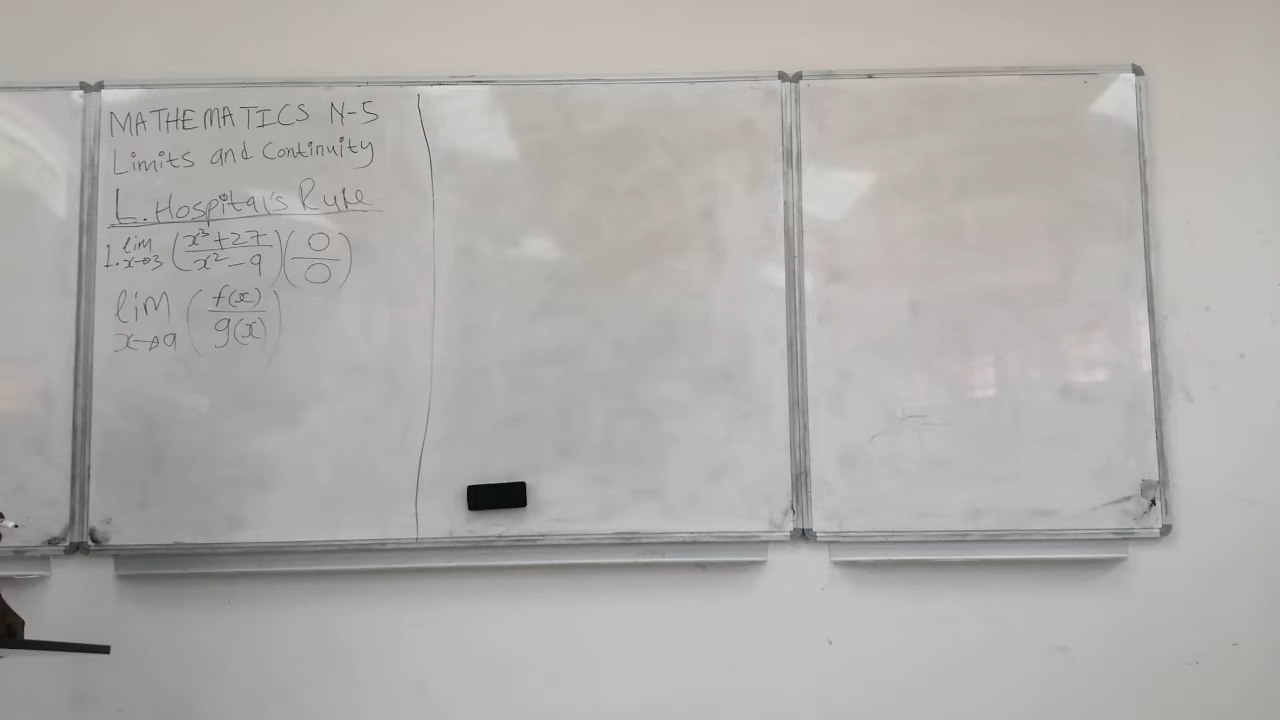 MATHEMATICS N-5
Limits and Continuity
L.Hospital's Rule
1. lim x→3 (x³+27 / x²-9) (0/0)
lim x→a (f(x) / g(x))